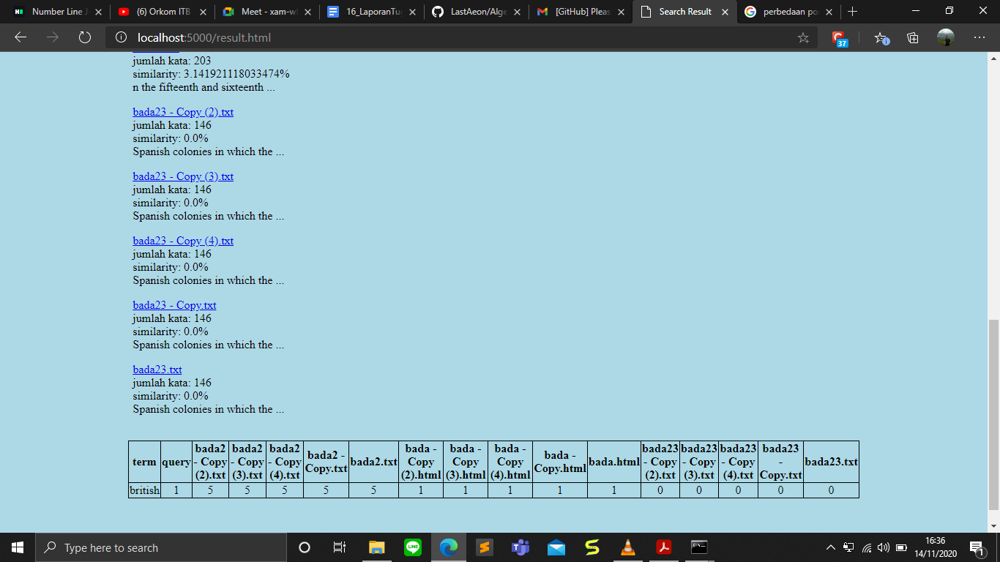 Number Line J
(6) Orkom ITB
Meet - xam-w
16_LaporanTu
LastAeon/Alge
[GitHub] Pleas
Search Result
perbedaan po
localhost:5000/result.html
37
jumlah kata: 203
similarity: 3.141921118033474%
n the fifteenth and sixteenth ...
bada23 - Copy (2).txt
jumlah kata: 146
similarity: 0.0%
Spanish colonies in which the ...
bada23 - Copy (3).txt
jumlah kata: 146
similarity: 0.0%
Spanish colonies in which the ...
bada23 - Copy (4).txt
jumlah kata: 146
similarity: 0.0%
Spanish colonies in which the ...
bada23 - Copy.txt
jumlah kata: 146
similarity: 0.0%
Spanish colonies in which the ...
bada23.txt
jumlah kata: 146
similarity: 0.0%
Spanish colonies in which the ...
term query bada2 - Copy (2).txt bada2 - Copy (3).txt bada2 - Copy (4).txt bada2 - Copy.txt bada2.txt bada - Copy (2).html bada - Copy (3).html bada - Copy (4).html bada - Copy.html bada.html bada23 - Copy (2).txt bada23 - Copy (3).txt bada23 - Copy (4).txt bada23 - Copy.txt bada23.txt
british 1 5 5 5 5 5 1 1 1 1 1 0 0 0 0 0
Type here to search
LINE
16:36
14/11/2020
1